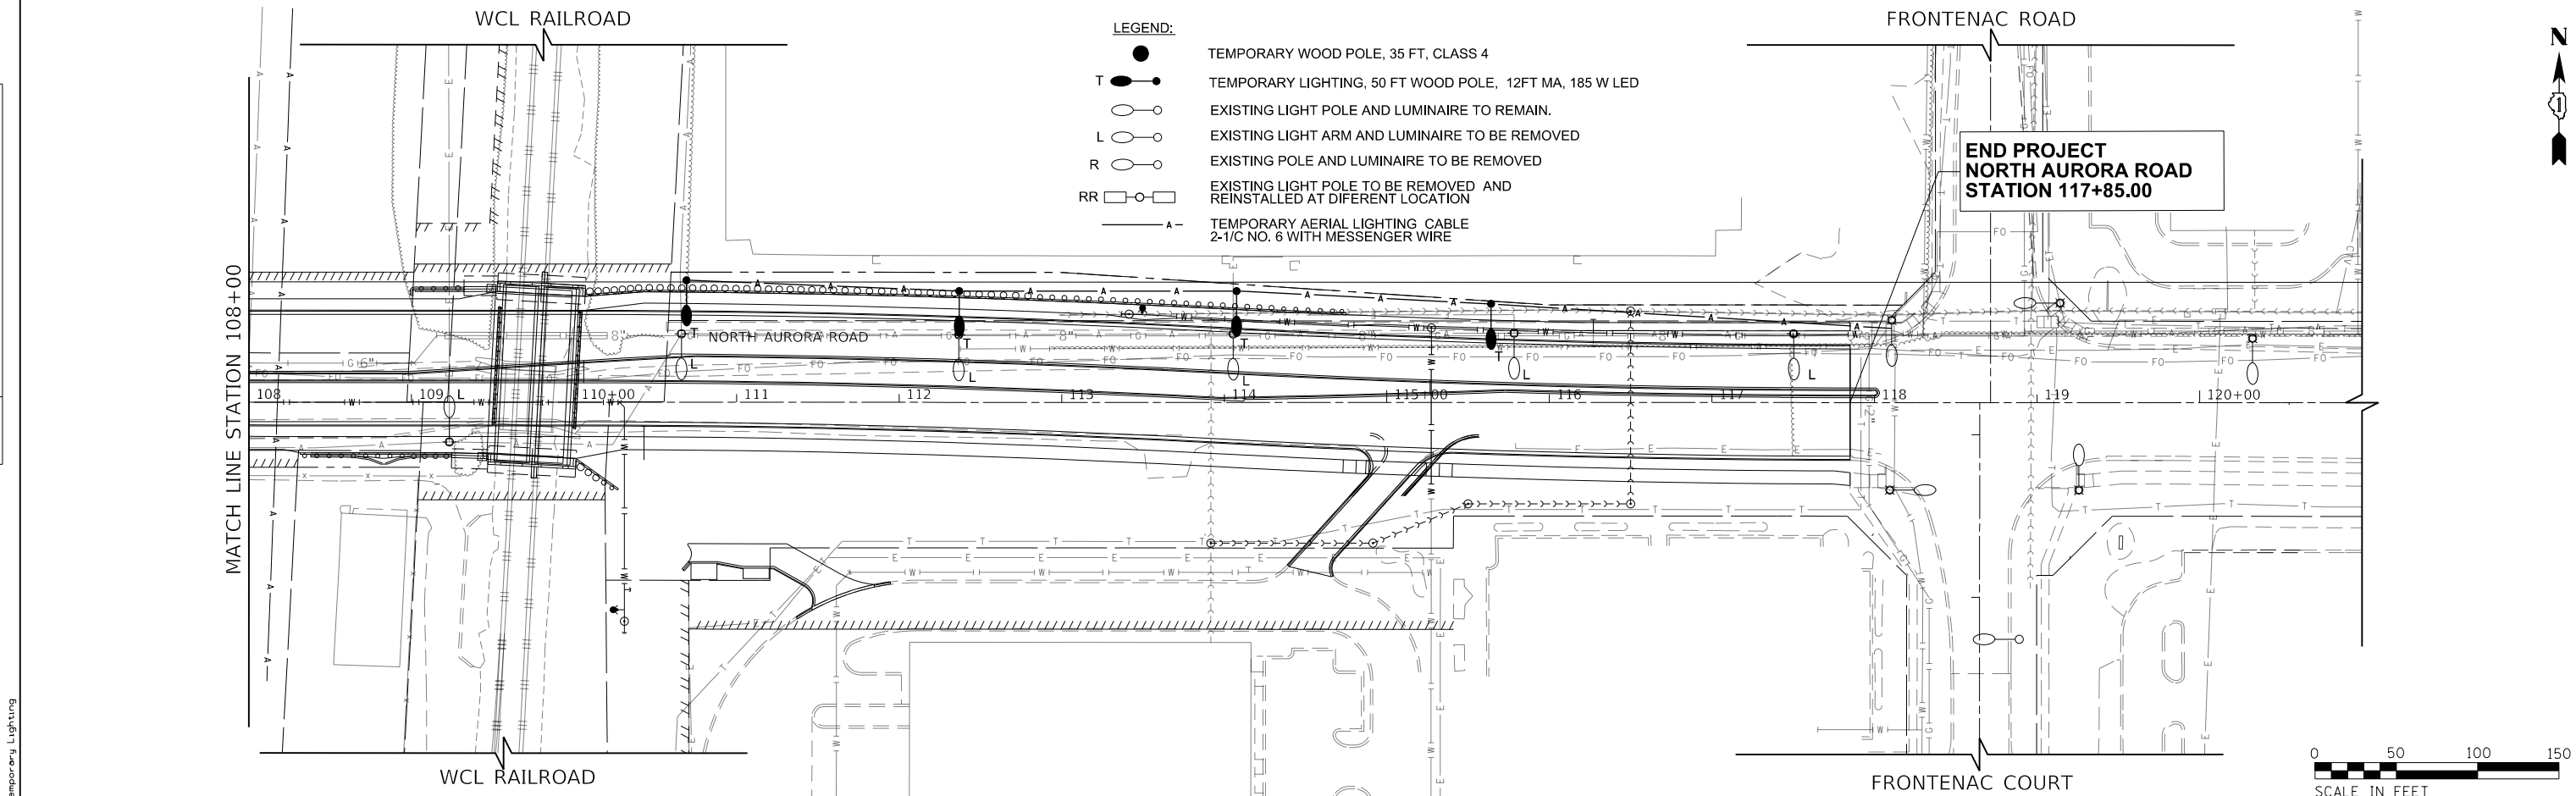 WCL RAILROAD
FRONTENAC ROAD
N
LEGEND:
TEMPORARY WOOD POLE, 35 FT, CLASS 4
T TEMPORARY LIGHTING, 50 FT WOOD POLE, 12FT MA, 185 W LED
EXISTING LIGHT POLE AND LUMINAIRE TO REMAIN.
L EXISTING LIGHT ARM AND LUMINAIRE TO BE REMOVED
R EXISTING POLE AND LUMINAIRE TO BE REMOVED
RR EXISTING LIGHT POLE TO BE REMOVED AND
REINSTALLED AT DIFERENT LOCATION
A TEMPORARY AERIAL LIGHTING CABLE
2-1/C NO. 6 WITH MESSENGER WIRE
END PROJECT
NORTH AURORA ROAD
STATION 117+85.00
MATCH LINE STATION 108+00
NORTH AURORA ROAD
T
T
T
T
L
L
L
L
L
L
108 109 110+00 111 112 113 114 115+00 116 117 118 119 120+00
WCL RAILROAD
FRONTENAC COURT
0 50 100 150
SCALE IN FEET
emporary Lighting